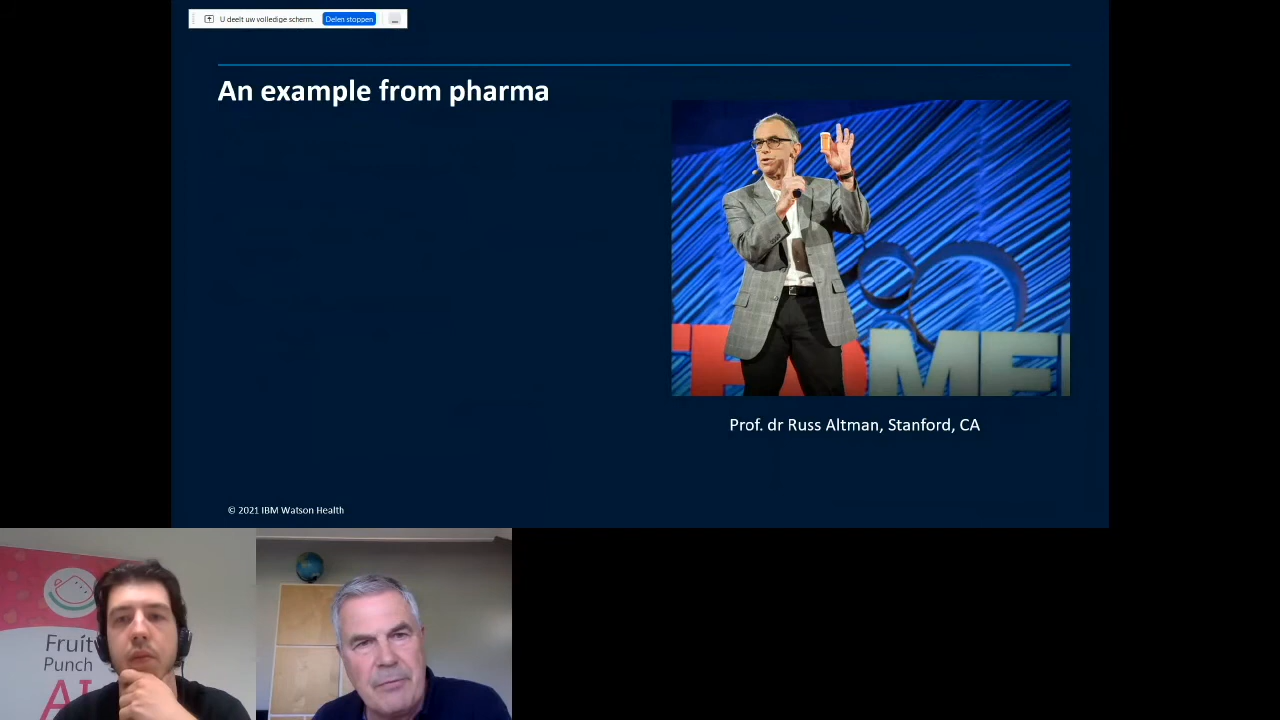 U deelt uw volledige scherm. Delen stoppen
An example from pharma
Prof. dr Russ Altman, Stanford, CA
© 2021 IBM Watson Health
Fruit
Punch
AI